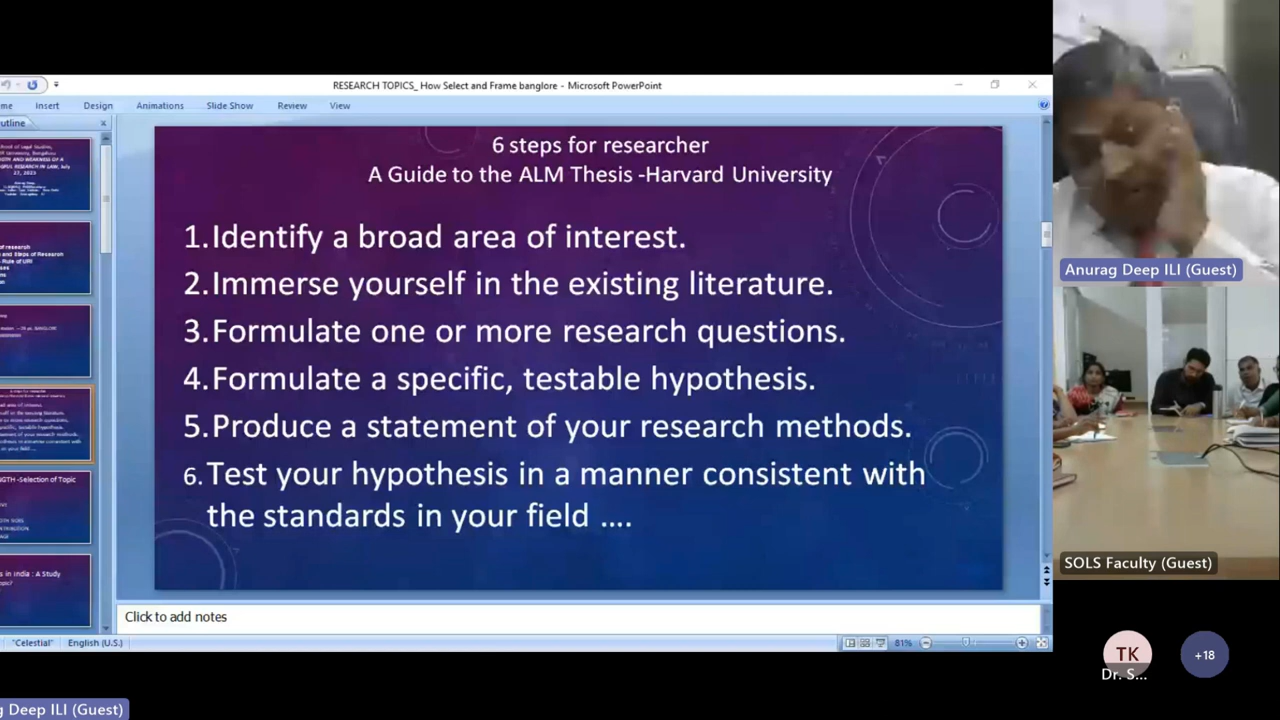 RESEARCH TOPICS_ How Select and Frame banglore - Microsoft PowerPoint
me Insert Design Animations Slide Show Review View
utline
6 steps for researcher
A Guide to the ALM Thesis -Harvard University
1.Identify a broad area of interest.
2.Immerse yourself in the existing literature.
3.Formulate one or more research questions.
4.Formulate a specific, testable hypothesis.
5.Produce a statement of your research methods.
6.Test your hypothesis in a manner consistent with
the standards in your field ....
Click to add notes
"Celestial" English (U.S.) 81%
Anurag Deep ILI (Guest)
SOLS Faculty (Guest)
TK
Dr. S...
+18
g Deep ILI (Guest)